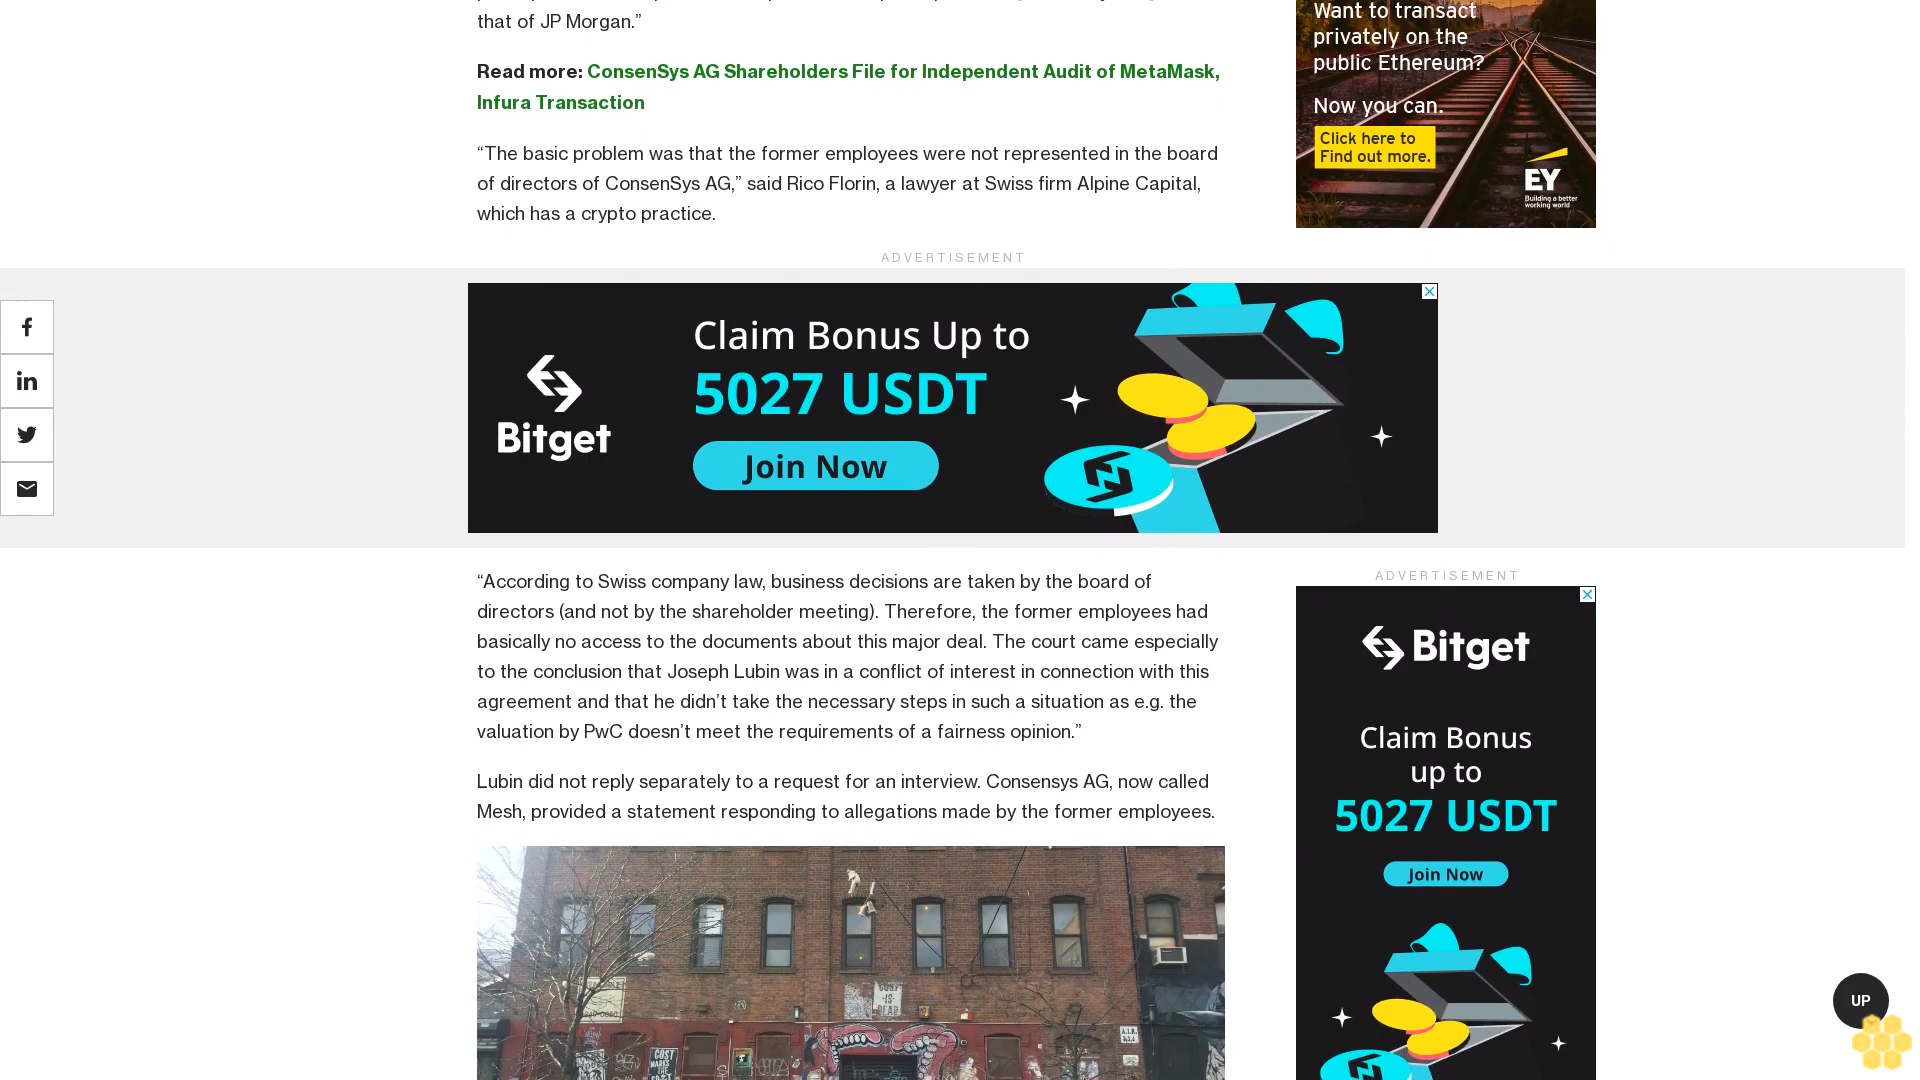 that of JP Morgan.”
Read more: ConsenSys AG Shareholders File for Independent Audit of MetaMask,
Infura Transaction
“The basic problem was that the former employees were not represented in the board
of directors of ConsenSys AG,” said Rico Florin, a lawyer at Swiss firm Alpine Capital,
which has a crypto practice.
Want to transact
privately on the
public Ethereum?
Now you can.
Click here to
Find out more.
EY
Building a better
working world
ADVERTISEMENT
Bitget
Claim Bonus Up to
5027 USDT
Join Now
“According to Swiss company law, business decisions are taken by the board of
directors (and not by the shareholder meeting). Therefore, the former employees had
basically no access to the documents about this major deal. The court came especially
to the conclusion that Joseph Lubin was in a conflict of interest in connection with this
agreement and that he didn’t take the necessary steps in such a situation as e.g. the
valuation by PwC doesn’t meet the requirements of a fairness opinion.”
Lubin did not reply separately to a request for an interview. Consensys AG, now called
Mesh, provided a statement responding to allegations made by the former employees.
COST
IS
DEAD
COST
MARKS
THE
A.I.R.
ADVERTISEMENT
Bitget
Claim Bonus
up to
5027 USDT
Join Now
UP